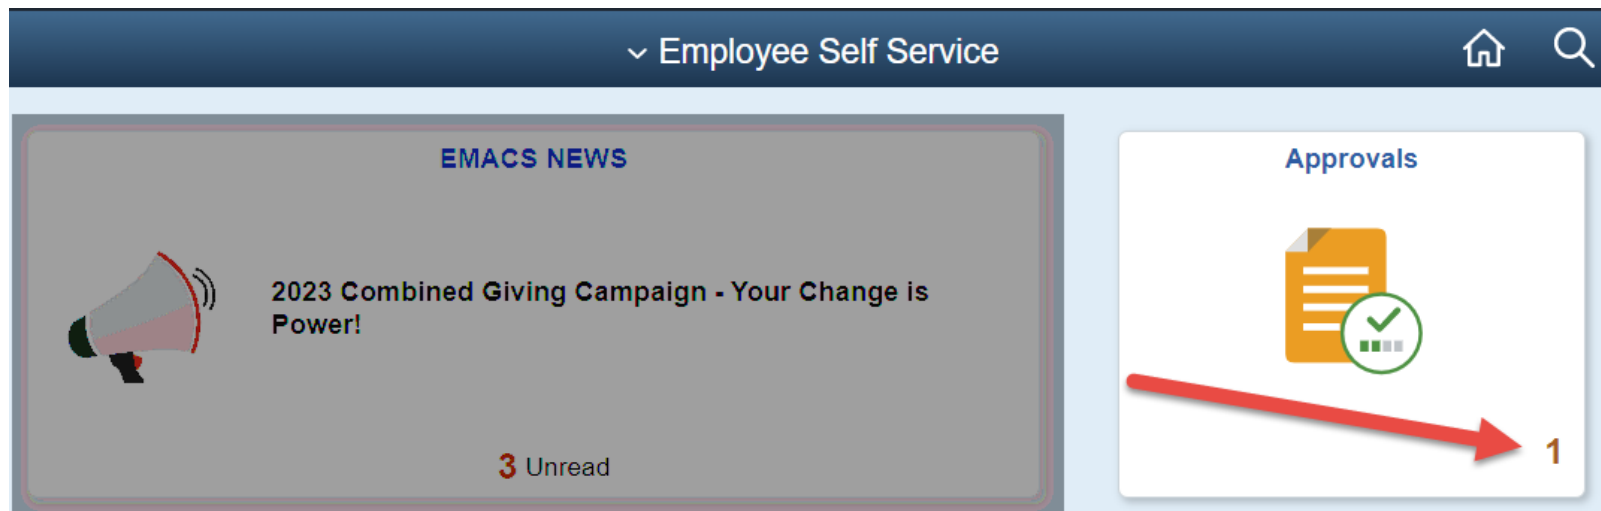 Employee Self Service
EMACS NEWS
2023 Combined Giving Campaign - Your Change is
Power!
3 Unread
Approvals
1